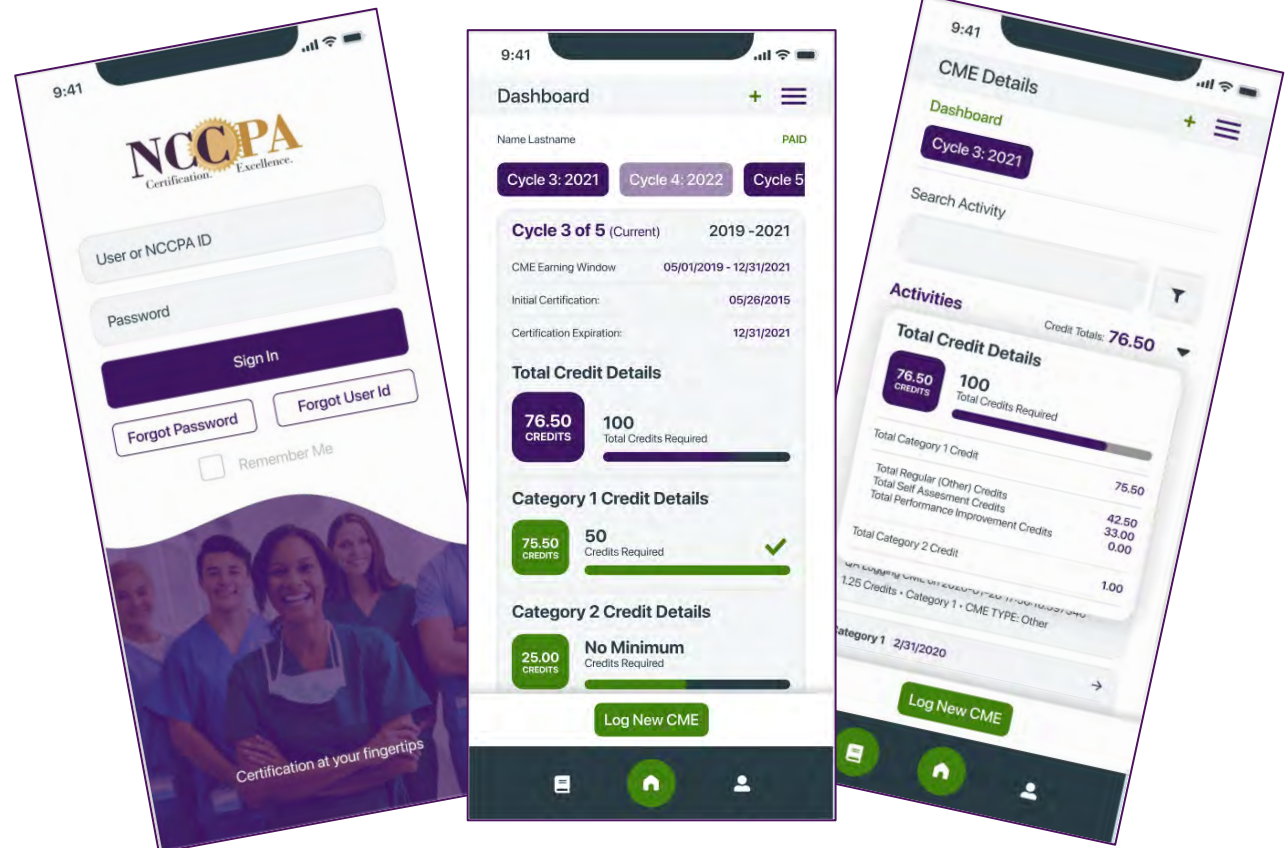 9:41
NCCPA
Certification. Excellence.
User or NCCPA ID
Password
Sign In
Forgot Password
Forgot User Id
Remember Me
Certification at your fingertips
9:41
Dashboard
+
Name Lastname
PAID
Cycle 3: 2021
Cycle 4: 2022
Cycle 5
Cycle 3 of 5 (Current) 2019 -2021
CME Earning Window 05/01/2019 - 12/31/2021
Initial Certification: 05/26/2015
Certification Expiration: 12/31/2021
Total Credit Details
76.50
CREDITS
100
Total Credits Required
Category 1 Credit Details
75.50
CREDITS
50
Credits Required
Category 2 Credit Details
25.00
CREDITS
No Minimum
Credits Required
Log New CME
9:41
CME Details
+
Dashboard
Cycle 3: 2021
Search Activity
Activities
Credit Totals: 76.50
Total Credit Details
76.50
CREDITS
100
Total Credits Required
Total Category 1 Credit 75.50
Total Regular (Other) Credits 42.50
Total Self Assesment Credits 33.00
Total Performance Improvement Credits 0.00
Total Category 2 Credit 1.00
QA Logging CME on
1.25 Credits • Category 1 • CME TYPE: Other
ategory 1 2/31/2020
Log New CME